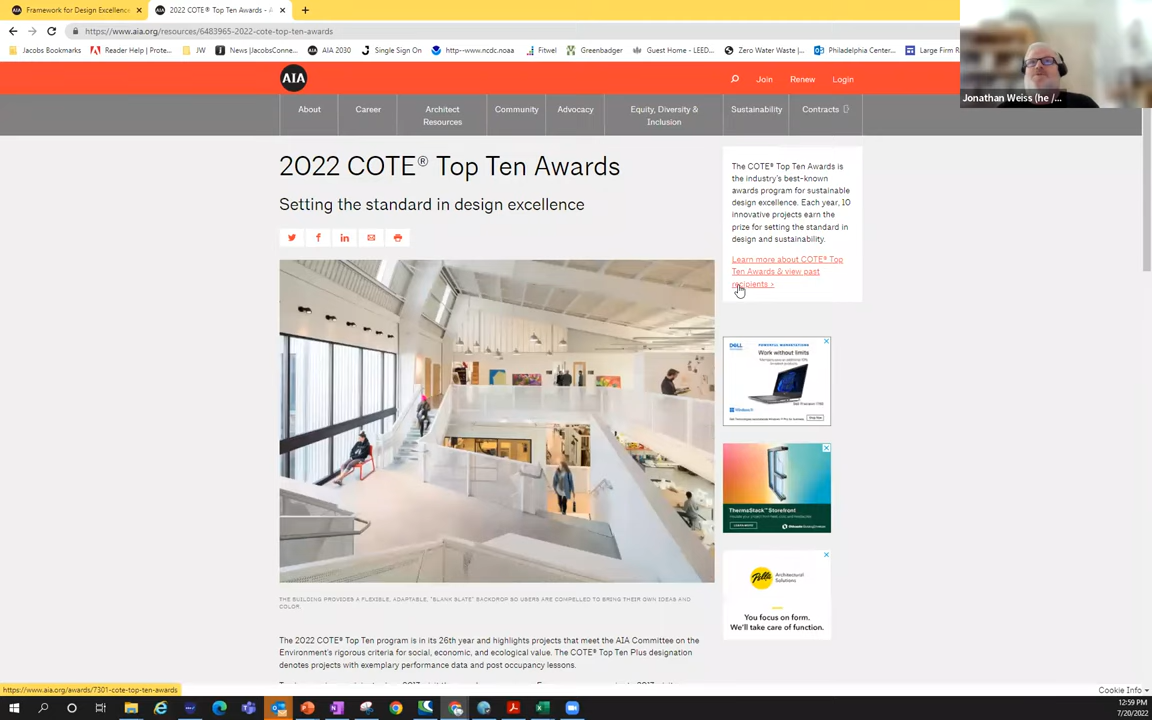 Framework for Design Excellence
2022 COTE® Top Ten Awards - A
https://www.aia.org/resources/6483965-2022-cote-top-ten-awards
Jacobs Bookmarks
Reader Help | Prote...
JW
News (JacobsConne...
AIA 2030
Single Sign On
http--www.ncdc.noaa
Fitwel
Greenbadger
Guest Home - LEED...
Zero Water Waste |...
Philadelphia Center...
Large Firm R
Jonathan Weiss (he /...
AIA
Join
Renew
Login
About
Career
Architect
Resources
Community
Advocacy
Equity, Diversity &
Inclusion
Sustainability
Contracts
2022 COTE® Top Ten Awards
Setting the standard in design excellence
The COTE® Top Ten Awards is
the industry's best-known
awards program for sustainable
design excellence. Each year, 10
innovative projects earn the
prize for setting the standard in
design and sustainability.
Learn more about COTE® Top
Ten Awards & view past
recipients >
DELL
POWERFUL WORKSTATIONS
Work without limits
Windows 11
ThermaStack™ Storefront
LEARN MORE
Pella
Architectural
Solutions
You focus on form.
We'll take care of function.
THE BUILDING PROVIDES A FLEXIBLE, ADAPTABLE, "BLANK SLATE" BACKDROP SO USERS ARE COMPELLED TO BRING THEIR OWN IDEAS AND
COLOR.
The 2022 COTE® Top Ten program is in its 26th year and highlights projects that meet the AIA Committee on the
Environment's rigorous criteria for social, economic, and ecological value. The COTE® Top Ten Plus designation
denotes projects with exemplary performance data and post occupancy lessons.
https://www.aia.org/awards/7301-cote-top-ten-awards
Cookie Info
12:59 PM
7/20/2022